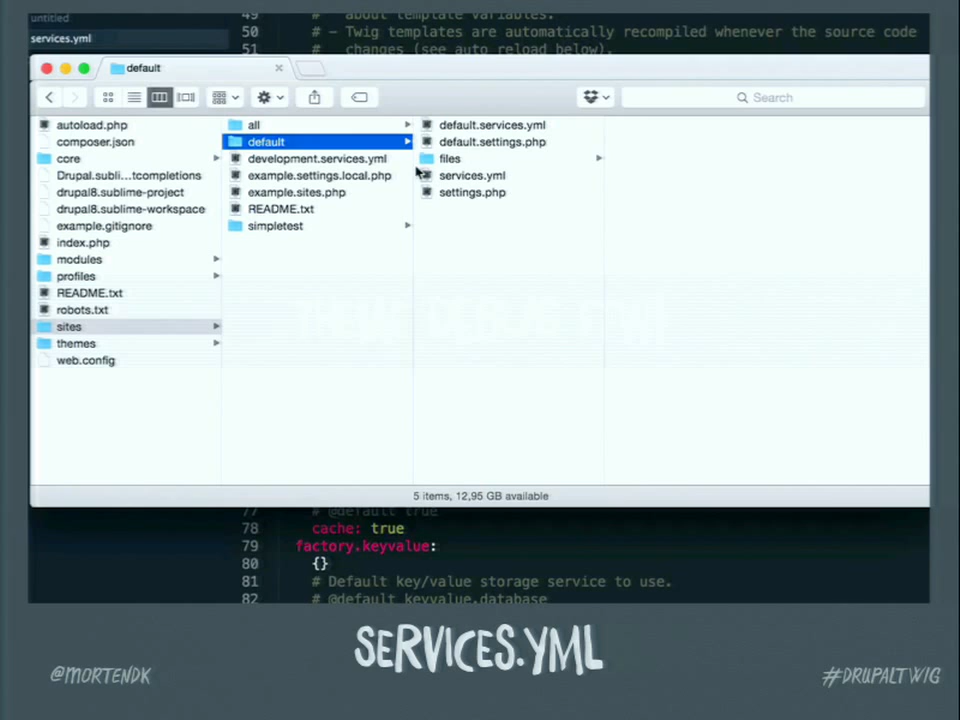 untitled
services.yml
49 # about template variables.
50 # - Twig templates are automatically recompiled whenever the source code
51 # changes (see auto_reload below).
default
Search
autoload.php
composer.json
core
Drupal.subli...tcompletions
drupal8.sublime-project
drupal8.sublime-workspace
example.gitignore
index.php
modules
profiles
README.txt
robots.txt
sites
themes
web.config
all
default
development.services.yml
example.settings.local.php
example.sites.php
README.txt
simpletest
default.services.yml
default.settings.php
files
services.yml
settings.php
5 items, 12,95 GB available
77 # @default true
78 cache: true
79 factory.keyvalue:
80 {}
81 # Default key/value storage service to use.
82 # @default keyvalue.database
SERVICES.YML
@MORTENDK
#DRUPALTWIG